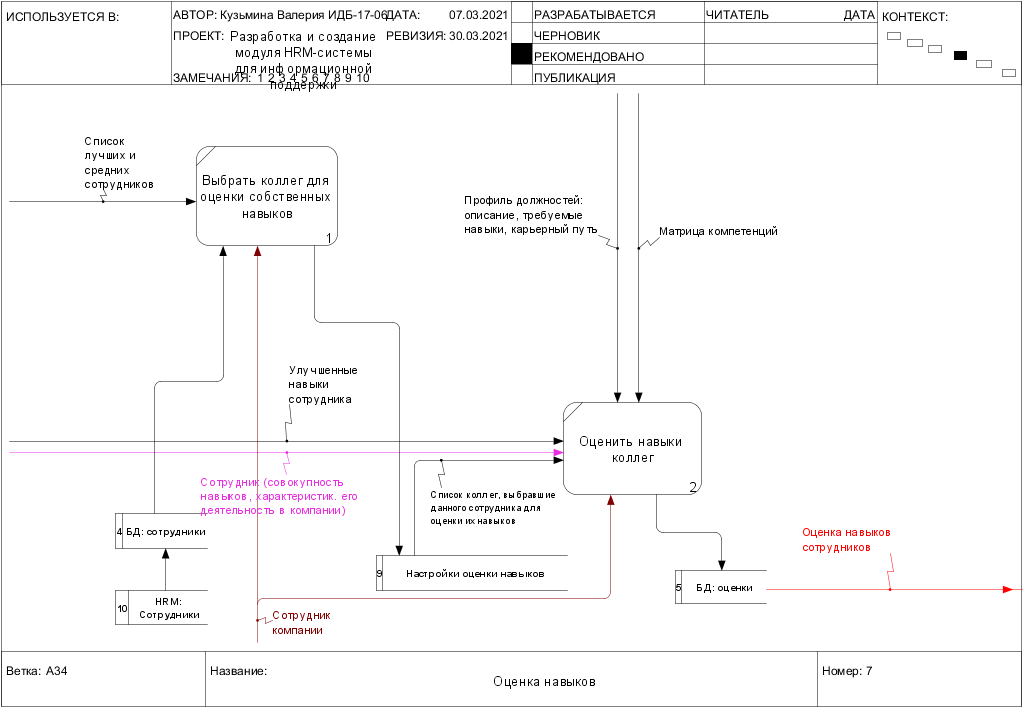 ИСПОЛЬЗУЕТСЯ В:
АВТОР: Кузьмина Валерия ИДБ-17-06
ДАТА: 07.03.2021
ПРОЕКТ: Разработка и создание
модуля HRM-системы
для информационной
поддержки
РЕВИЗИЯ: 30.03.2021
ЗАМЕЧАНИЯ: 1 2 3 4 5 6 7 8 9 10
РАЗРАБАТЫВАЕТСЯ
ЧЕРНОВИК
РЕКОМЕНДОВАНО
ПУБЛИКАЦИЯ
ЧИТАТЕЛЬ
ДАТА
КОНТЕКСТ:
Список
лучших и
средних
сотрудников
Выбрать коллег для
оценки собственных
навыков
1
Профиль должностей:
описание, требуемые
навыки, карьерный путь
Матрица компетенций
Улучшенные
навыки
сотрудника
Оценить навыки
коллег
2
Сотрудник (совокупность
навыков, характеристик. его
деятельность в компании)
Список коллег, выбравшие
данного сотрудника для
оценки их навыков
4 БД: сотрудники
Оценка навыков
сотрудников
9 Настройки оценки навыков
5 БД: оценки
10 HRM:
Сотрудники
Сотрудник
компании
Ветка: A34
Название:
Оценка навыков
Номер: 7